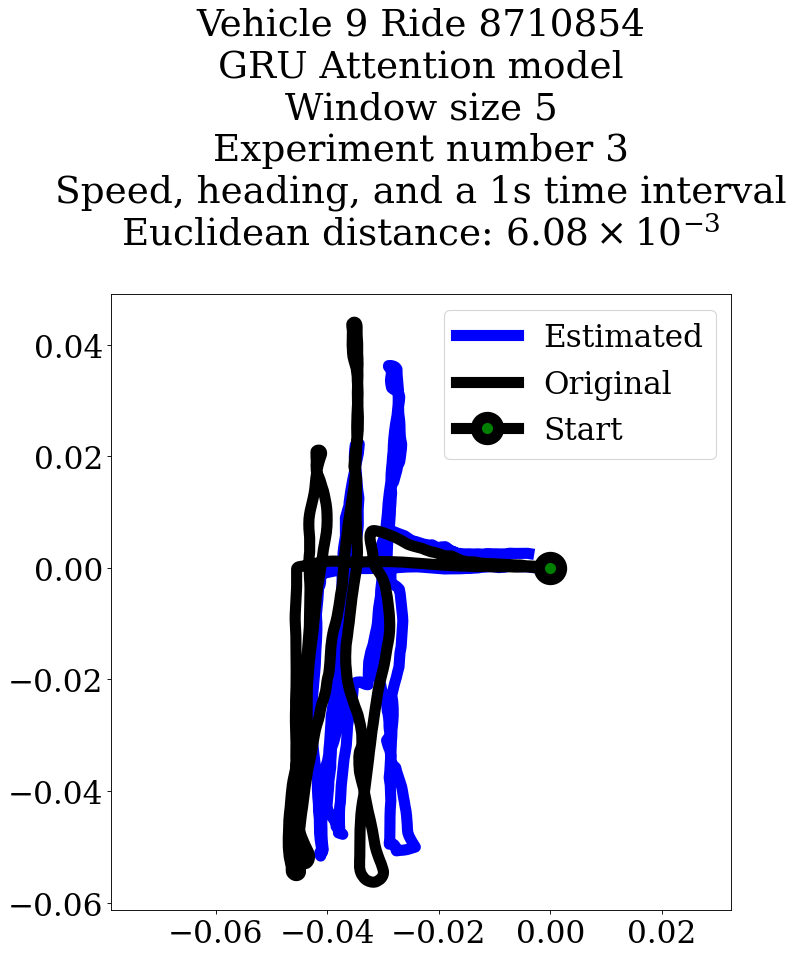 Vehicle 9 Ride 8710854
GRU Attention model
Window size 5
Experiment number 3
Speed, heading, and a 1s time interval
Euclidean distance: 6.08 × 10⁻³
Estimated
Original
Start
0.04
0.02
0.00
−0.02
−0.04
−0.06
−0.06 −0.04 −0.02 0.00 0.02